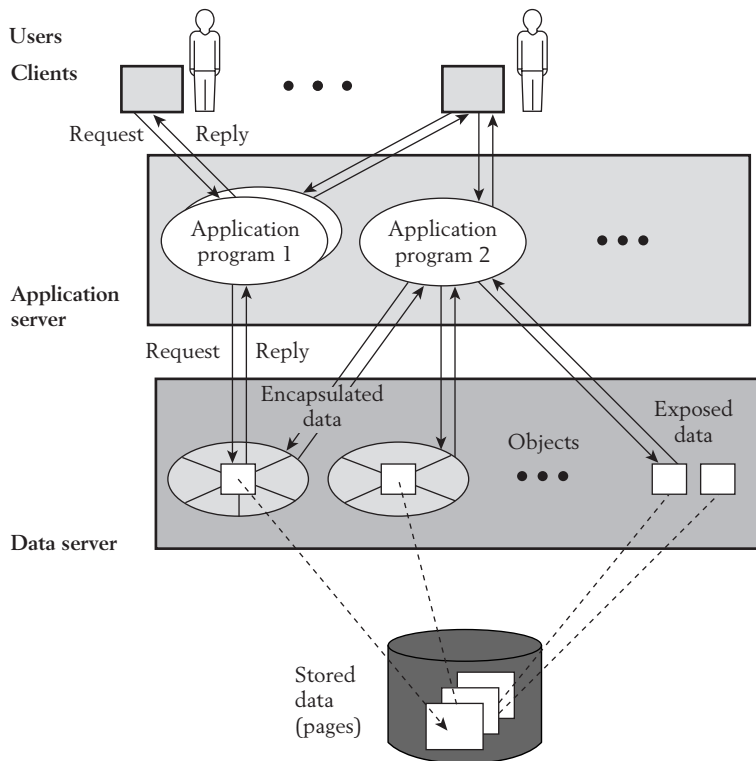 Users
Clients
Request
Reply
Application
program 1
Application
program 2
Application
server
Request
Reply
Encapsulated
data
Objects
Exposed
data
Data server
Stored
data
(pages)